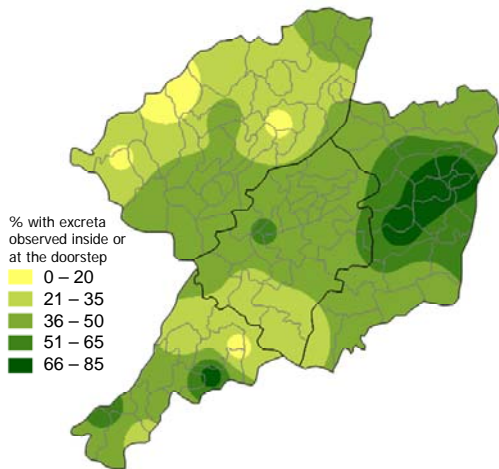 % with excreta
observed inside or
at the doorstep
0 – 20
21 – 35
36 – 50
51 – 65
66 – 85